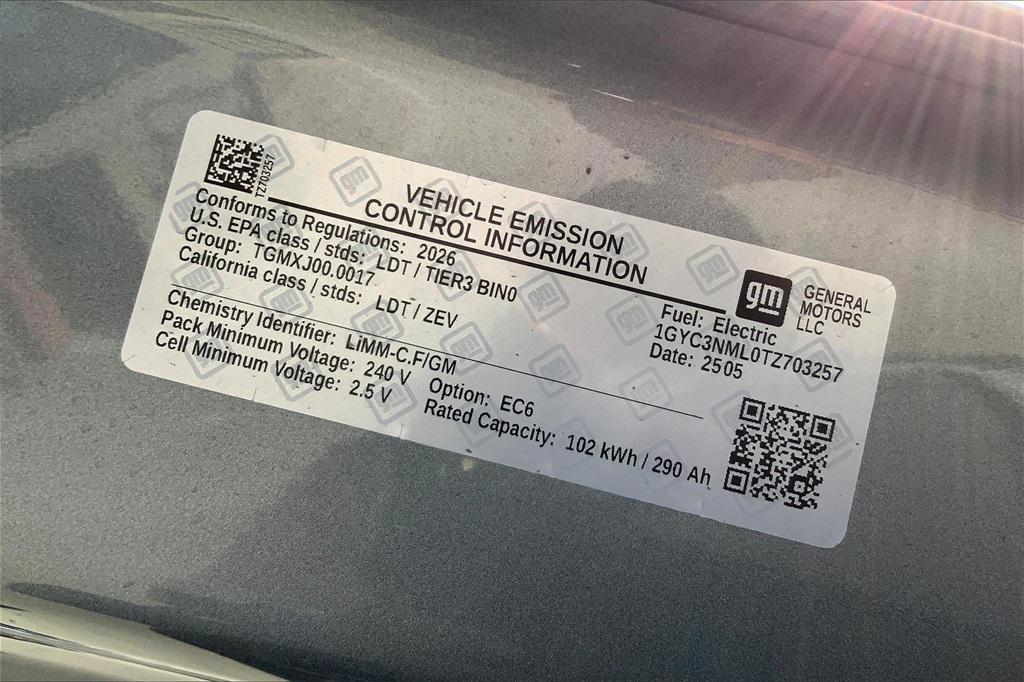 TZ703257
VEHICLE EMISSION
CONTROL INFORMATION
gm GENERAL
MOTORS
LLC
Conforms to Regulations: 2026
U.S. EPA class / stds: LDT / TIER3 BIN0
Group: TGMXJ00.0017
California class / stds: LDT / ZEV
Fuel: Electric
1GYC3NML0TZ703257
Date: 2505
Chemistry Identifier: LiMM-C.F/GM
Pack Minimum Voltage: 240 V Option: EC6
Cell Minimum Voltage: 2.5 V Rated Capacity: 102 kWh / 290 Ah